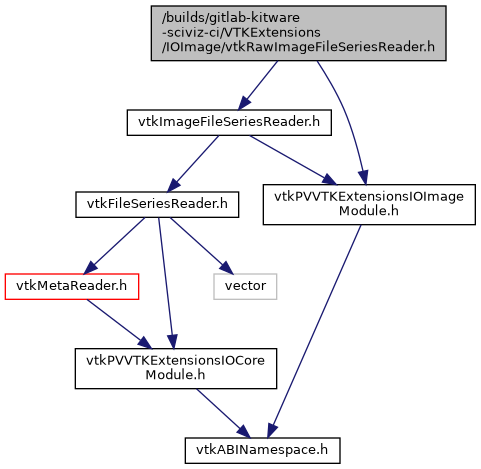 /builds/gitlab-kitware
-sciviz-ci/VTKExtensions
/IOImage/vtkRawImageFileSeriesReader.h
vtkImageFileSeriesReader.h
vtkPVVTKExtensionsIOImage
Module.h
vtkFileSeriesReader.h
vtkMetaReader.h
vector
vtkPVVTKExtensionsIOCore
Module.h
vtkABINamespace.h